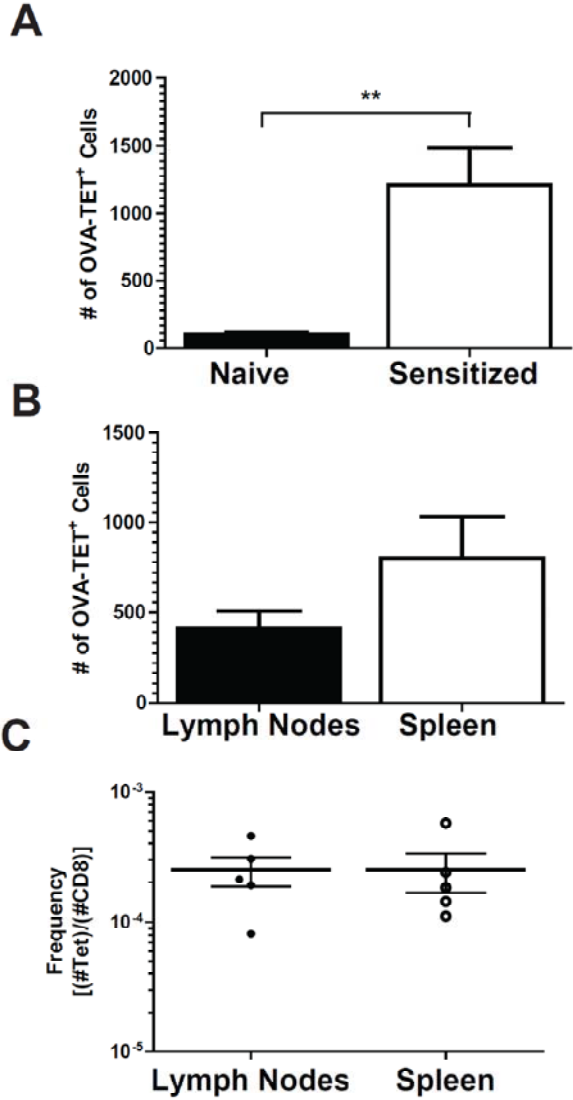 A
# of OVA-TET+ Cells
2000
1500
1000
500
0
**
Naive
Sensitized
B
# of OVA-TET+ Cells
1500
1000
500
0
Lymph Nodes
Spleen
C
Frequency
[(#Tet)/(#CD8)]
10-3
10-4
10-5
Lymph Nodes
Spleen